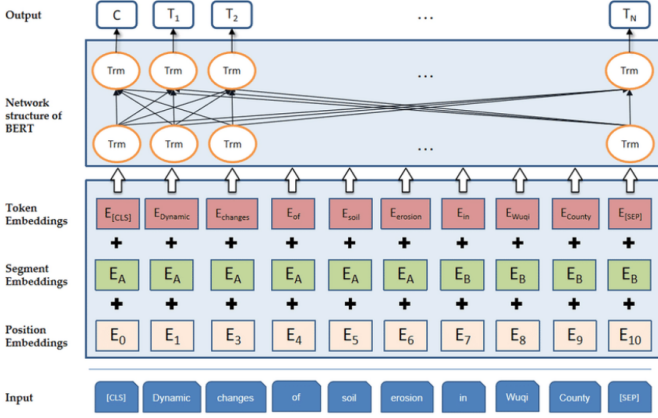 Output C T1 T2 ... TN
Trm Trm Trm ... Trm
Network structure of BERT
Trm Trm Trm ... Trm
Token Embeddings E[CLS] EDynamic Echanges Eof Esoil Eerosion Ein EWuqi ECounty E[SEP]
+ + + + + + + + + +
Segment Embeddings EA EA EA EA EA EA EB EB EB EB
+ + + + + + + + + +
Position Embeddings E0 E1 E3 E4 E5 E6 E7 E8 E9 E10
Input [CLS] Dynamic changes of soil erosion in Wuqi County [SEP]